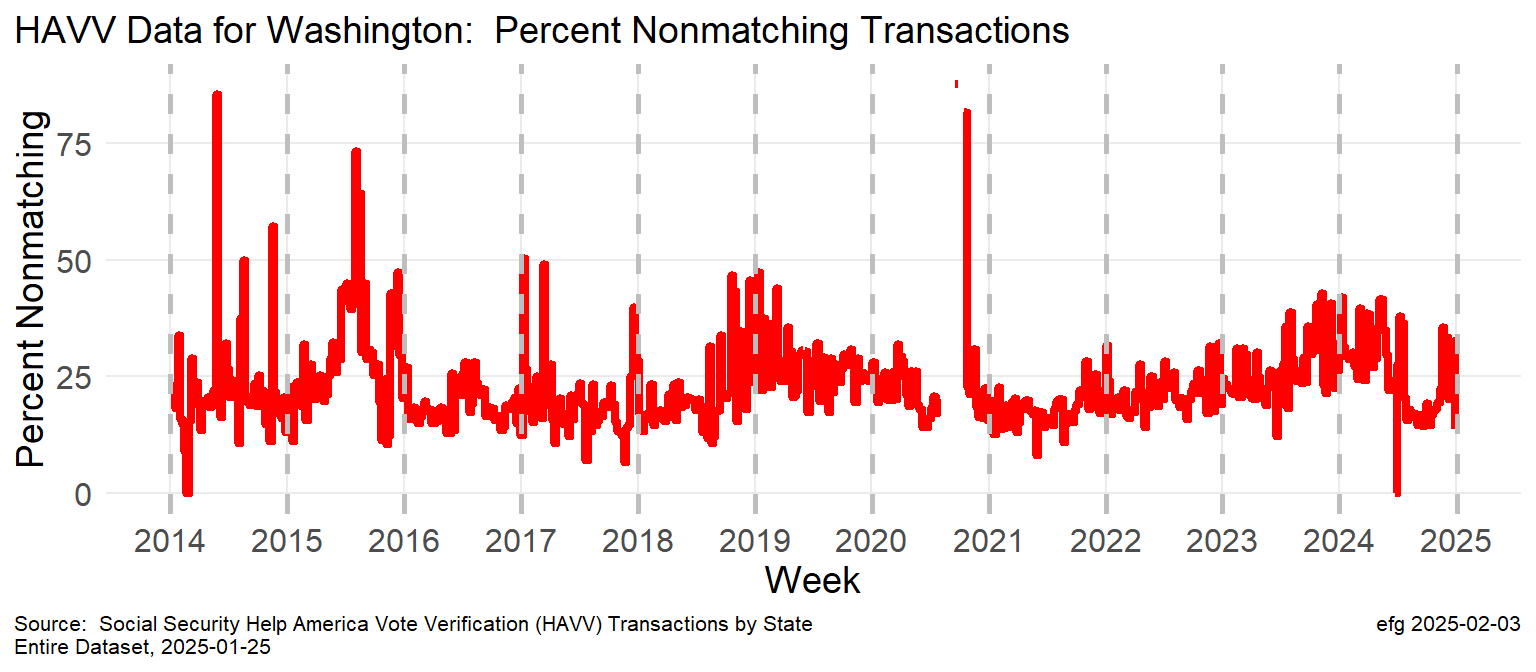 HAVV Data for Washington:  Percent Nonmatching Transactions
Percent Nonmatching
75
50
25
0
2014 2015 2016 2017 2018 2019 2020 2021 2022 2023 2024 2025
Week
Source:  Social Security Help America Vote Verification (HAVV) Transactions by State
Entire Dataset, 2025-01-25
efg 2025-02-03